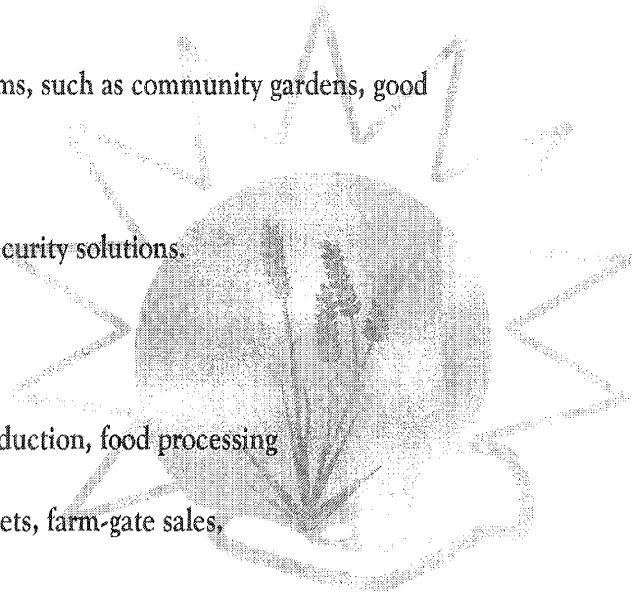 ms, such as community gardens, good
curity solutions.
duction, food processing
ets, farm-gate sales,